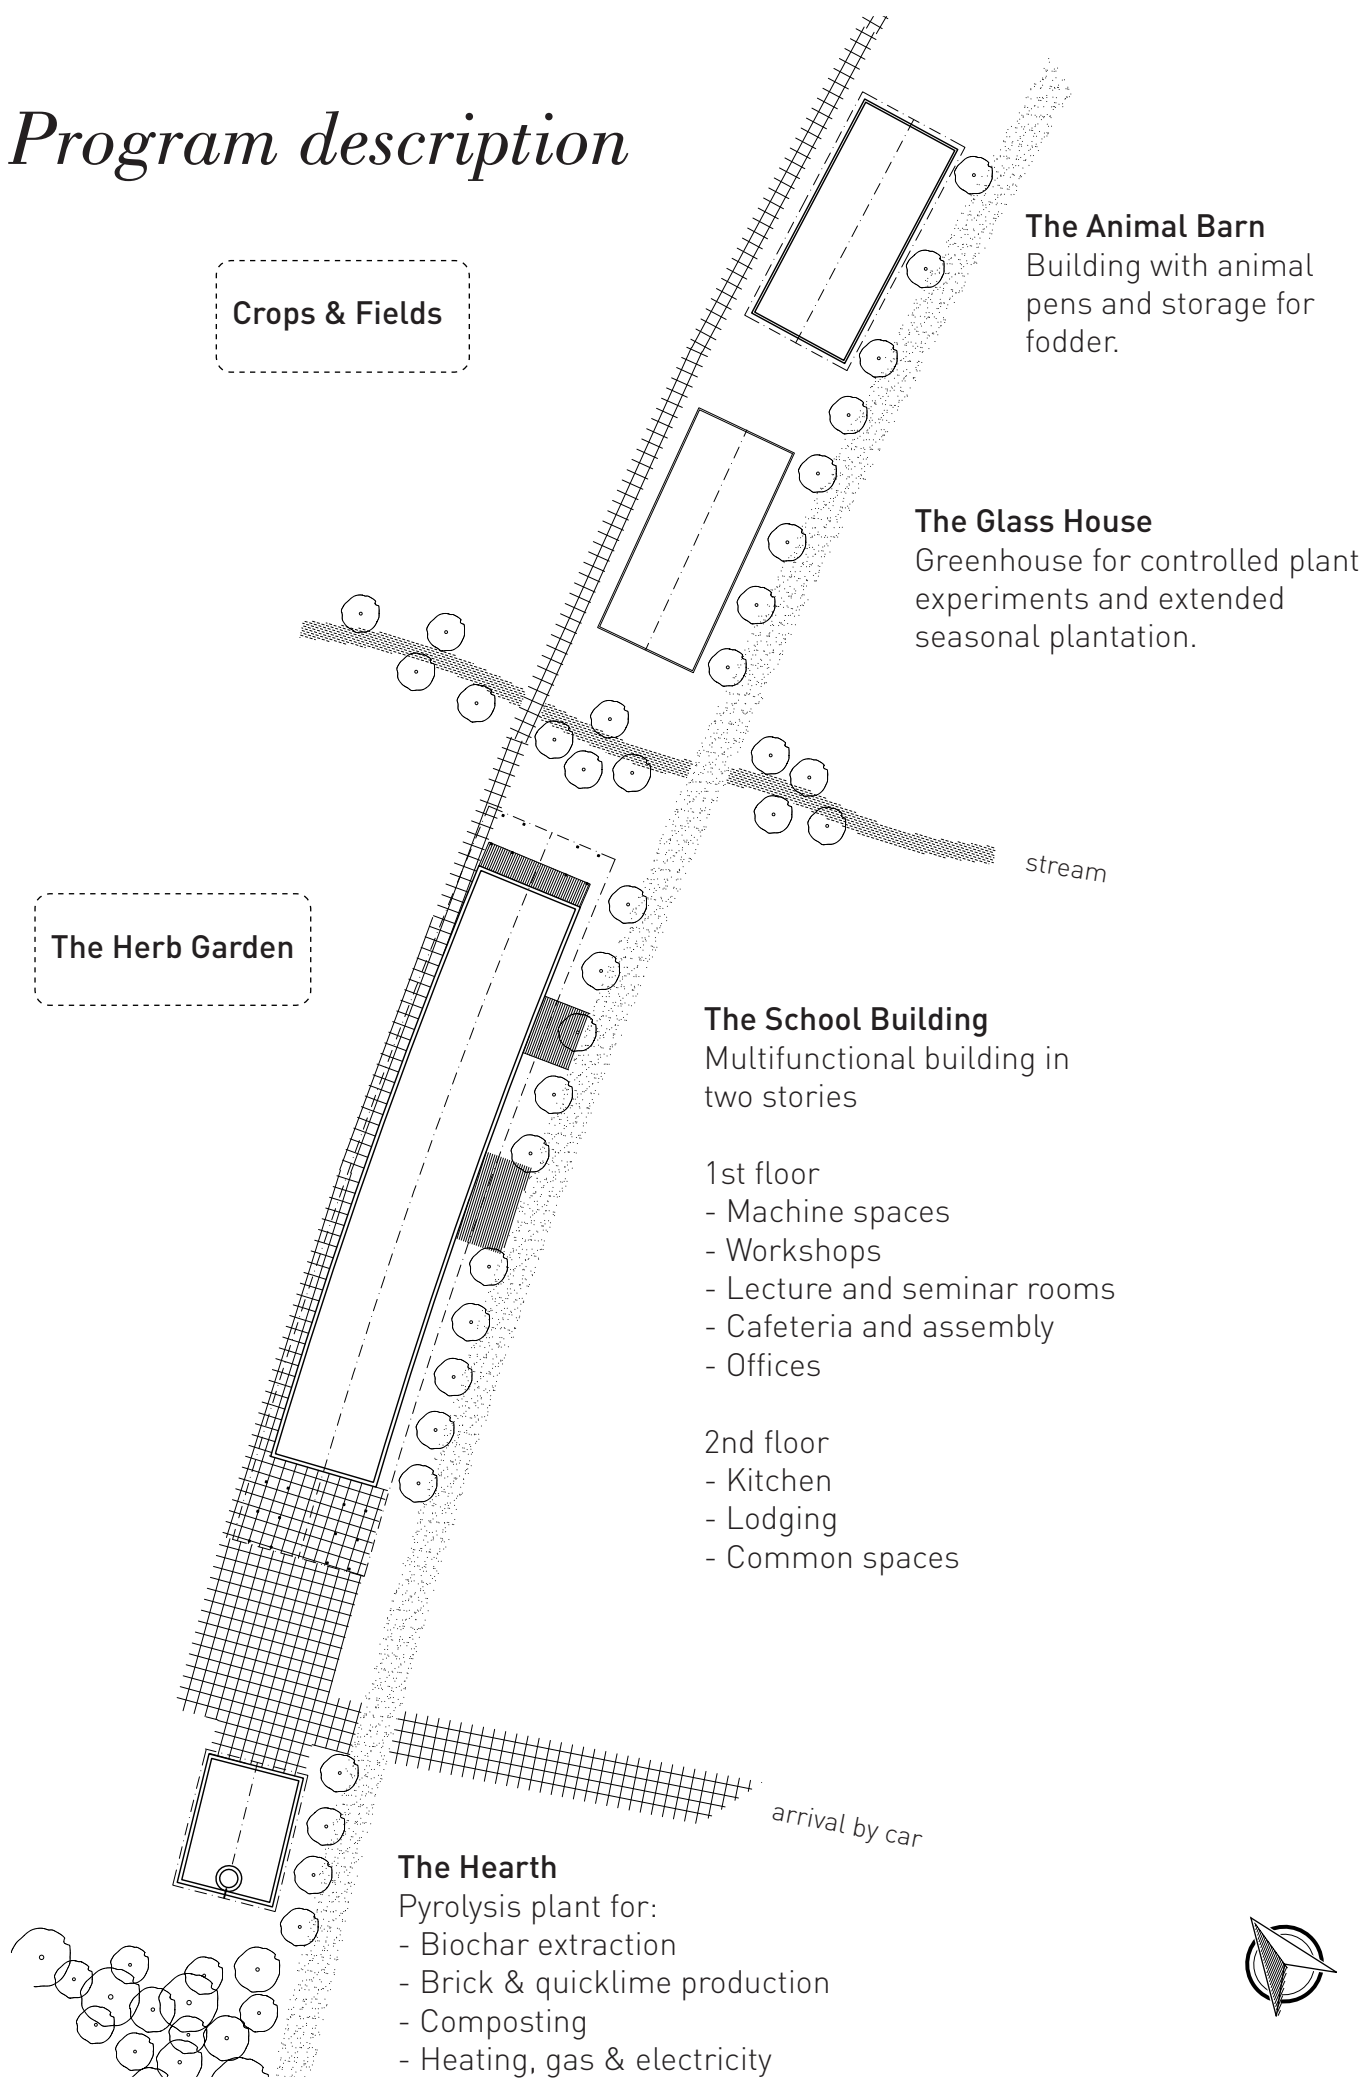 Program description
The Animal Barn
Building with animal
pens and storage for
fodder.
Crops & Fields
The Glass House
Greenhouse for controlled plant
experiments and extended
seasonal plantation.
stream
The Herb Garden
The School Building
Multifunctional building in
two stories
1st floor
- Machine spaces
- Workshops
- Lecture and seminar rooms
- Cafeteria and assembly
- Offices
2nd floor
- Kitchen
- Lodging
- Common spaces
arrival by car
The Hearth
Pyrolysis plant for:
- Biochar extraction
- Brick & quicklime production
- Composting
- Heating, gas & electricity